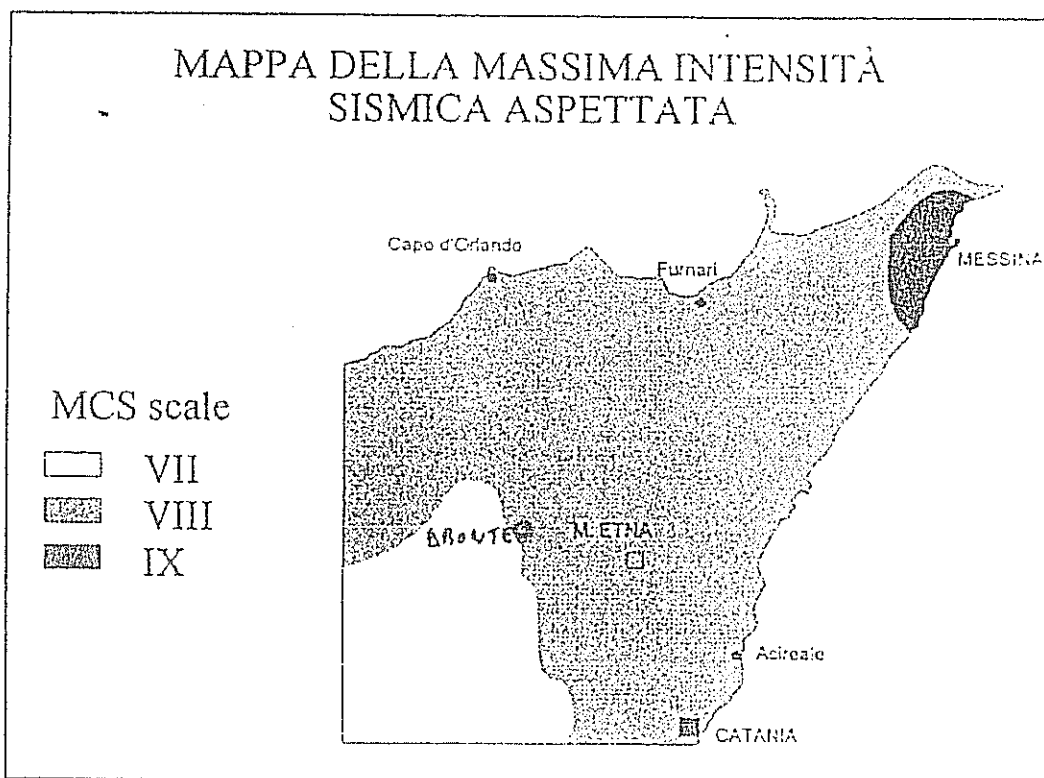 MAPPA DELLA MASSIMA INTENSITÀ
SISMICA ASPETTATA
Capo d'Orlando
Furnari
MESSINA
MCS scale
VII
VIII
IX
BRONTE
M. ETNA
Acireale
CATANIA